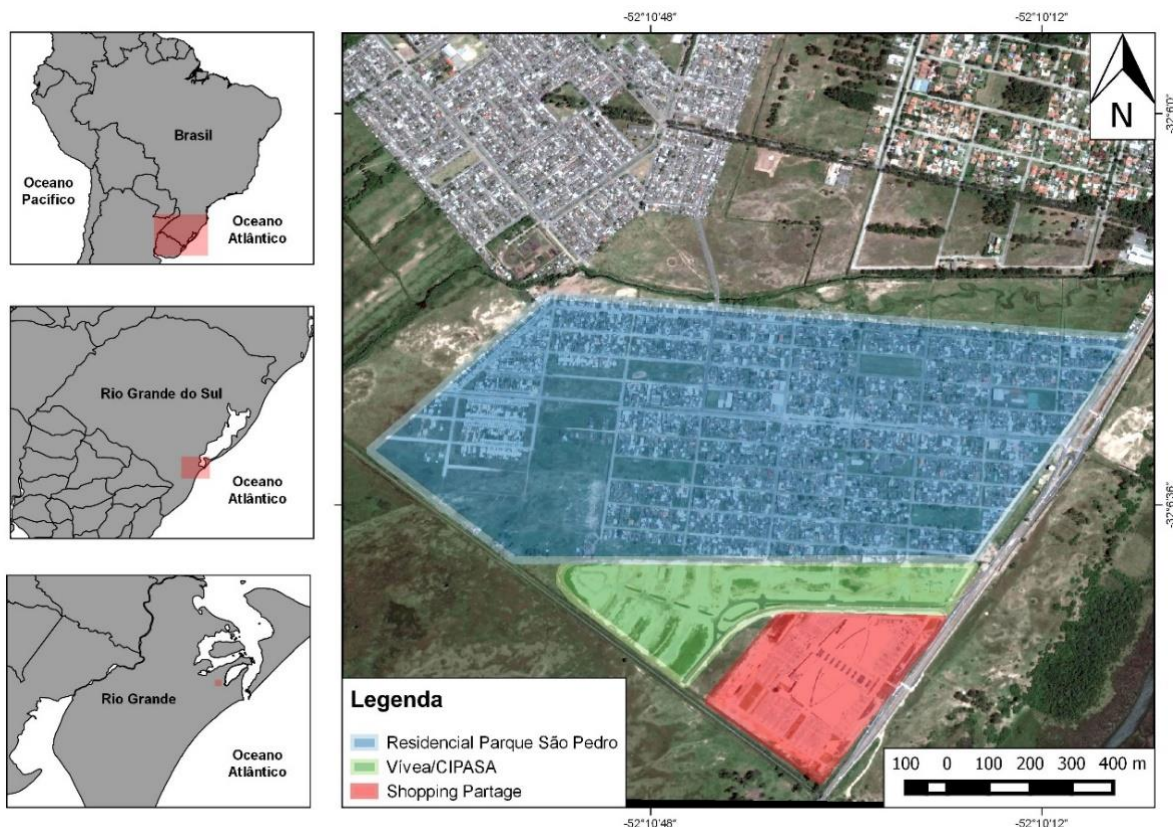 Brasil
Oceano
Pacífico
Oceano
Atlântico
Rio Grande do Sul
Oceano
Atlântico
Rio Grande
Oceano
Atlântico
-52°10'48"
-52°10'12"
N
-32°6'0"
-32°6'36"
Legenda
Residencial Parque São Pedro
Vívea/CIPASA
Shopping Partage
100 0 100 200 300 400 m
-52°10'48"
-52°10'12"